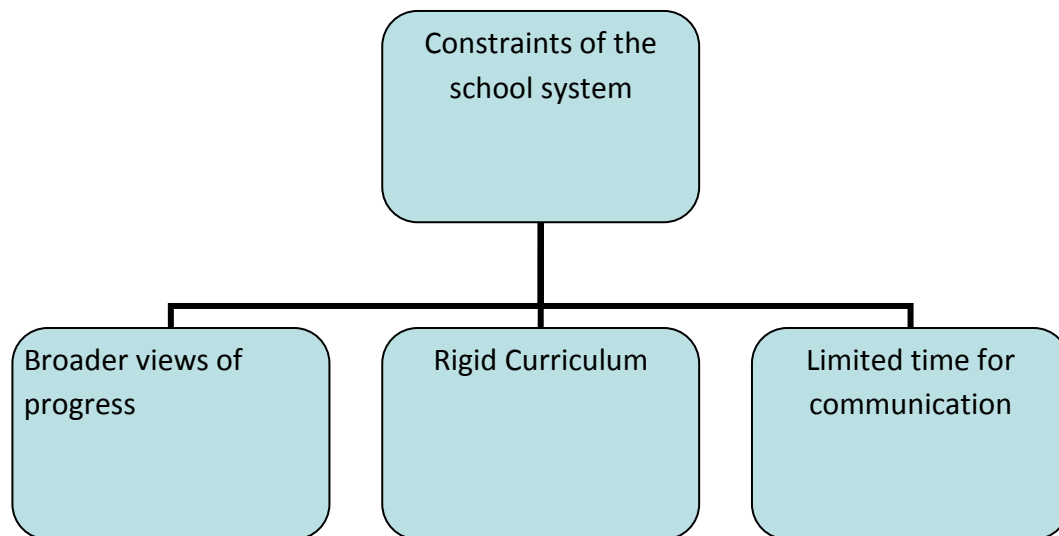 Constraints of the
school system
Broader views of
progress
Rigid Curriculum
Limited time for
communication